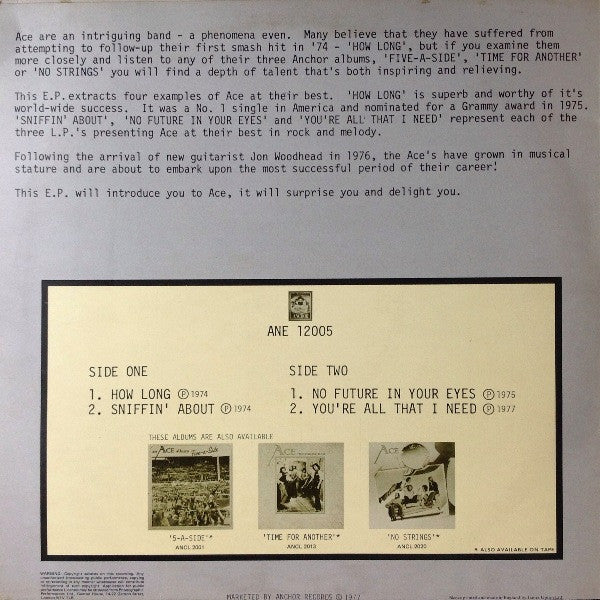 Ace are an intriguing band - a phenomena even.  Many believe that they have suffered from
attempting to follow-up their first smash hit in '74 - 'HOW LONG', but if you examine them
more closely and listen to any of their three Anchor albums, 'FIVE-A-SIDE', 'TIME FOR ANOTHER'
or 'NO STRINGS' you will find a depth of talent that's both inspiring and relieving.
This E.P.extracts four examples of Ace at their best.  'HOW LONG' is superb and worthy of it's
world-wide success.  It was a No. 1 single in America and nominated for a Grammy award in 1975.
'SNIFFIN' ABOUT', 'NO FUTURE IN YOUR EYES' and 'YOU'RE ALL THAT I NEED' represent each of the
three L.P.'s presenting Ace at their best in rock and melody.
Following the arrival of new guitarist Jon Woodhead in 1976, the Ace's have grown in musical
stature and are about to embark upon the most successful period of their career!
This E.P. will introduce you to Ace, it will surprise you and delight you.
ANCHOR
ANE 12005
SIDE ONE
1. HOW LONG ℗ 1974
2. SNIFFIN' ABOUT ℗ 1974
SIDE TWO
1. NO FUTURE IN YOUR EYES ℗ 1975
2. YOU'RE ALL THAT I NEED ℗ 1977
THESE ALBUMS ARE ALSO AVAILABLE
ACE Five-a-Side
ACE
ACE
'5-A-SIDE'*
ANCL 2001
'TIME FOR ANOTHER'*
ANCL 2013
'NO STRINGS'*
ANCL 2020
* ALSO AVAILABLE ON TAPE
MARKETED BY ANCHOR RECORDS © 1977